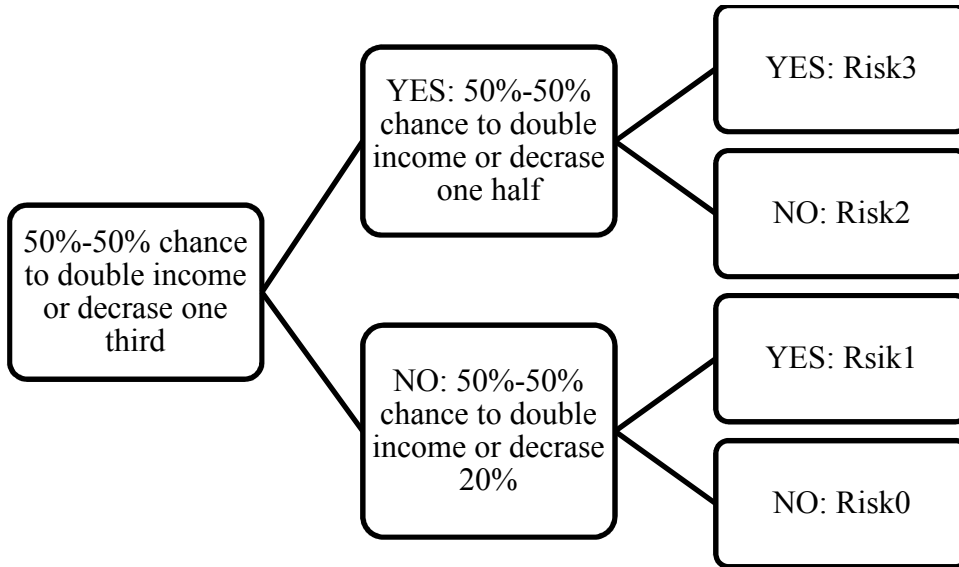 50%-50% chance
to double income
or decrase one
third
YES: 50%-50%
chance to double
income or decrase
one half
NO: 50%-50%
chance to double
income or decrase
20%
YES: Risk3
NO: Risk2
YES: Rsik1
NO: Risk0